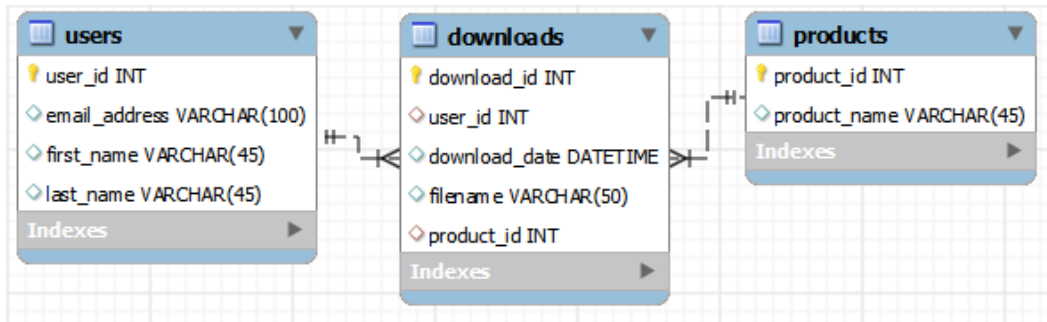 users
user_id INT
email_address VARCHAR(100)
first_name VARCHAR(45)
last_name VARCHAR(45)
Indexes
downloads
download_id INT
user_id INT
download_date DATETIME
filename VARCHAR(50)
product_id INT
Indexes
products
product_id INT
product_name VARCHAR(45)
Indexes